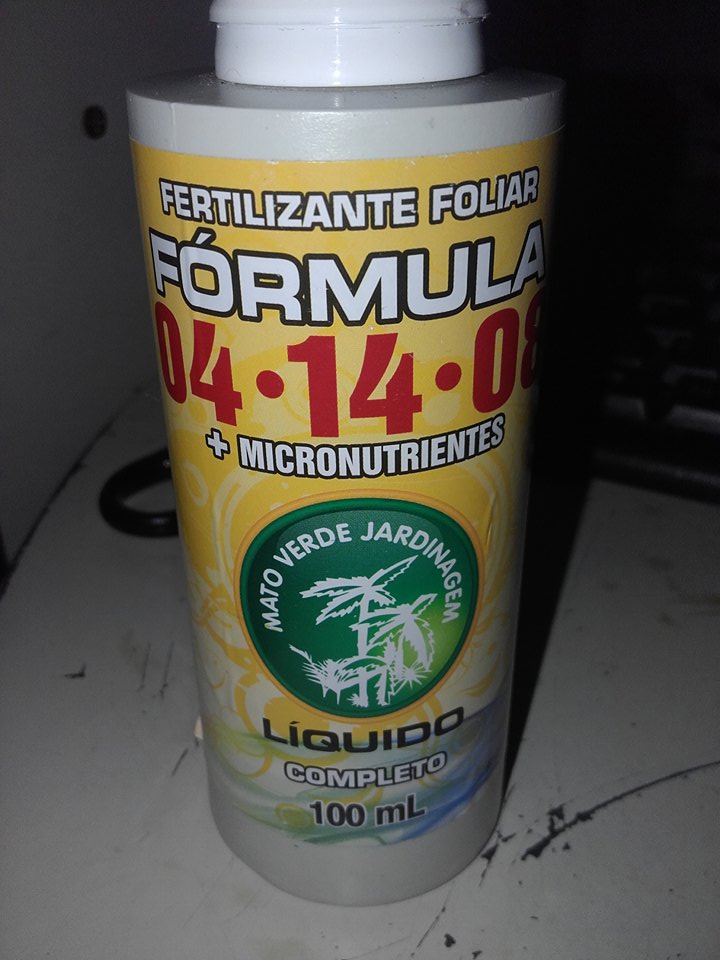 FERTILIZANTE FOLIAR
FÓRMULA
04•14•08
+ MICRONUTRIENTES
MATO VERDE JARDINAGEM
LÍQUIDO
COMPLETO
100 mL